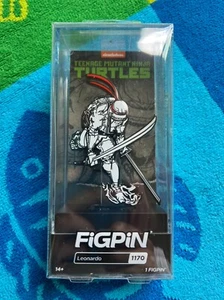 nickelodeon
TEENAGE MUTANT NINJA
TURTLES
FiGPiN
Leonardo
1170
14+
1 FiGPiN